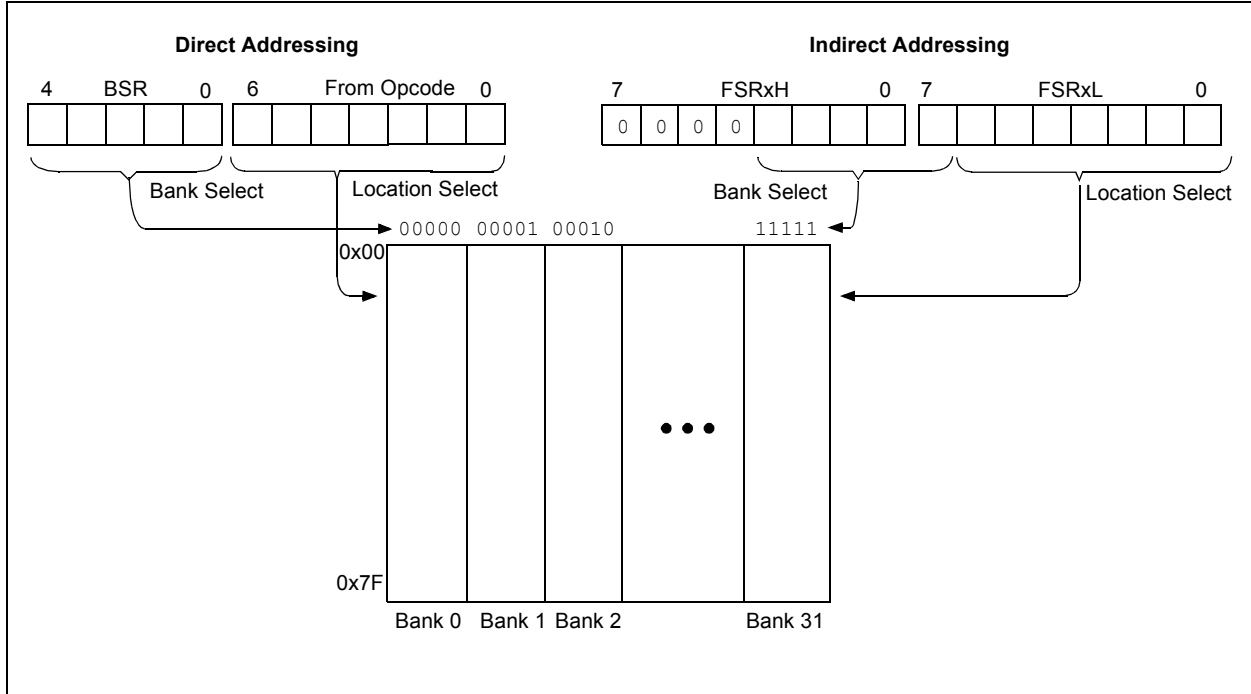 Direct Addressing
Indirect Addressing
4 BSR 0 6 From Opcode 0
7 FSRxH 0 7 FSRxL 0
0 0 0 0
Bank Select Location Select
Bank Select Location Select
00000 00001 00010 11111
0x00
0x7F
Bank 0 Bank 1 Bank 2 Bank 31